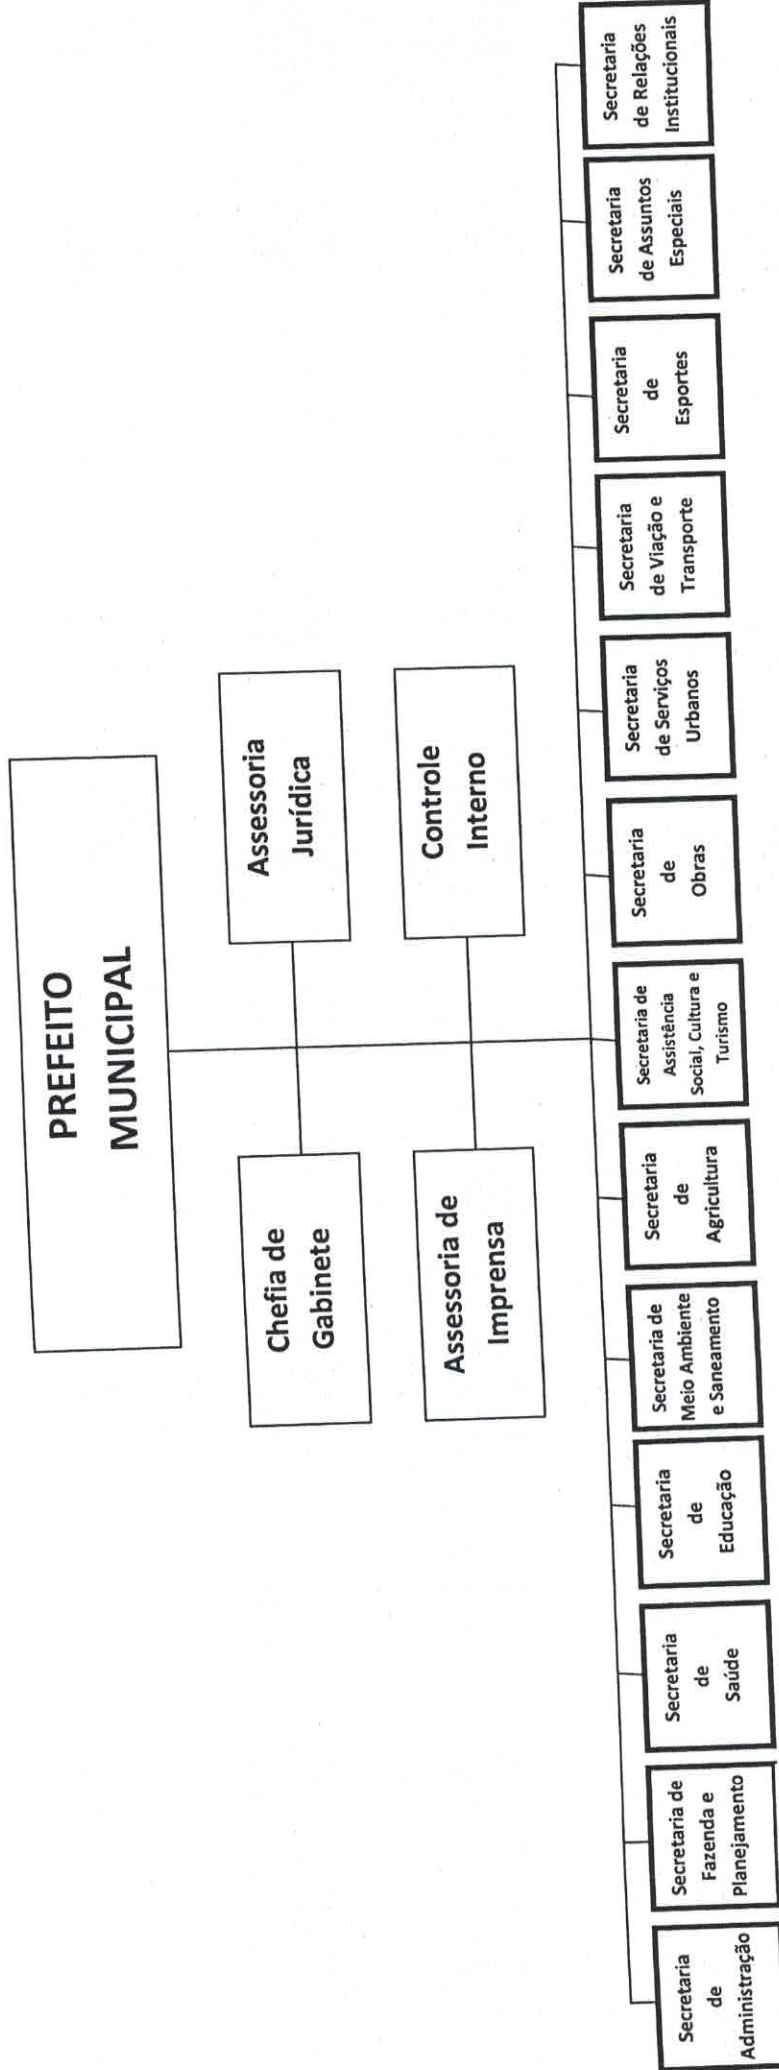 PREFEITO
MUNICIPAL
Chefia de
Gabinete
Assessoria
Jurídica
Assessoria de
Imprensa
Controle
Interno
Secretaria
de
Administração
Secretaria de
Fazenda e
Planejamento
Secretaria
de
Saúde
Secretaria
de
Educação
Secretaria de
Meio Ambiente
e Saneamento
Secretaria
de
Agricultura
Secretaria de
Assistência
Social, Cultura e
Turismo
Secretaria
de
Obras
Secretaria
de Serviços
Urbanos
Secretaria
de Viação e
Transporte
Secretaria
de
Esportes
Secretaria
de Assuntos
Especiais
Secretaria
de Relações
Institucionais